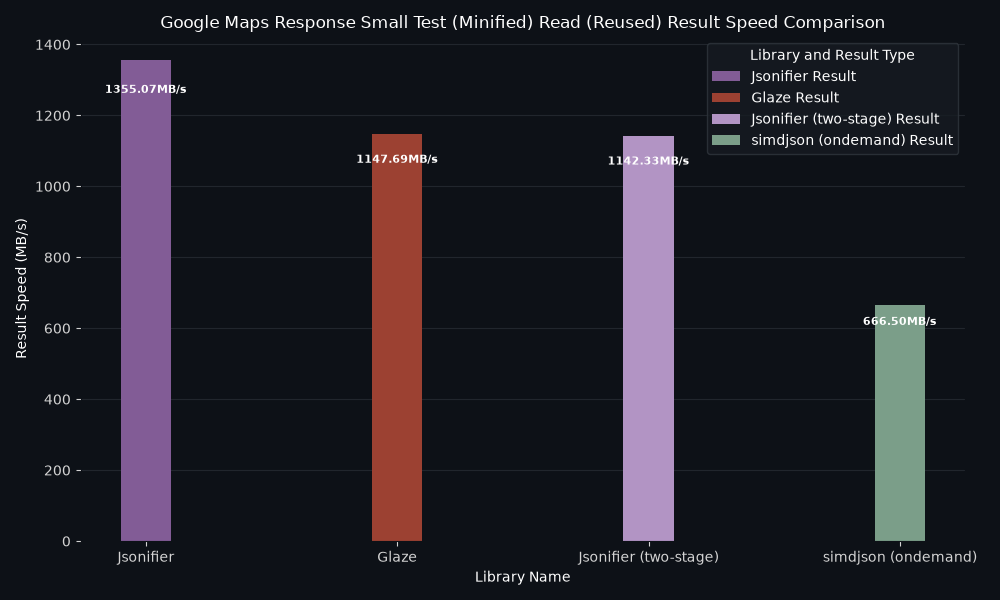 Google Maps Response Small Test (Minified) Read (Reused) Result Speed Comparison
Library and Result Type
Jsonifier Result
Glaze Result
Jsonifier (two-stage) Result
simdjson (ondemand) Result
Result Speed (MB/s)
1400
1200
1000
800
600
400
200
0
1355.07MB/s
1147.69MB/s
1142.33MB/s
666.50MB/s
Jsonifier
Glaze
Jsonifier (two-stage)
simdjson (ondemand)
Library Name